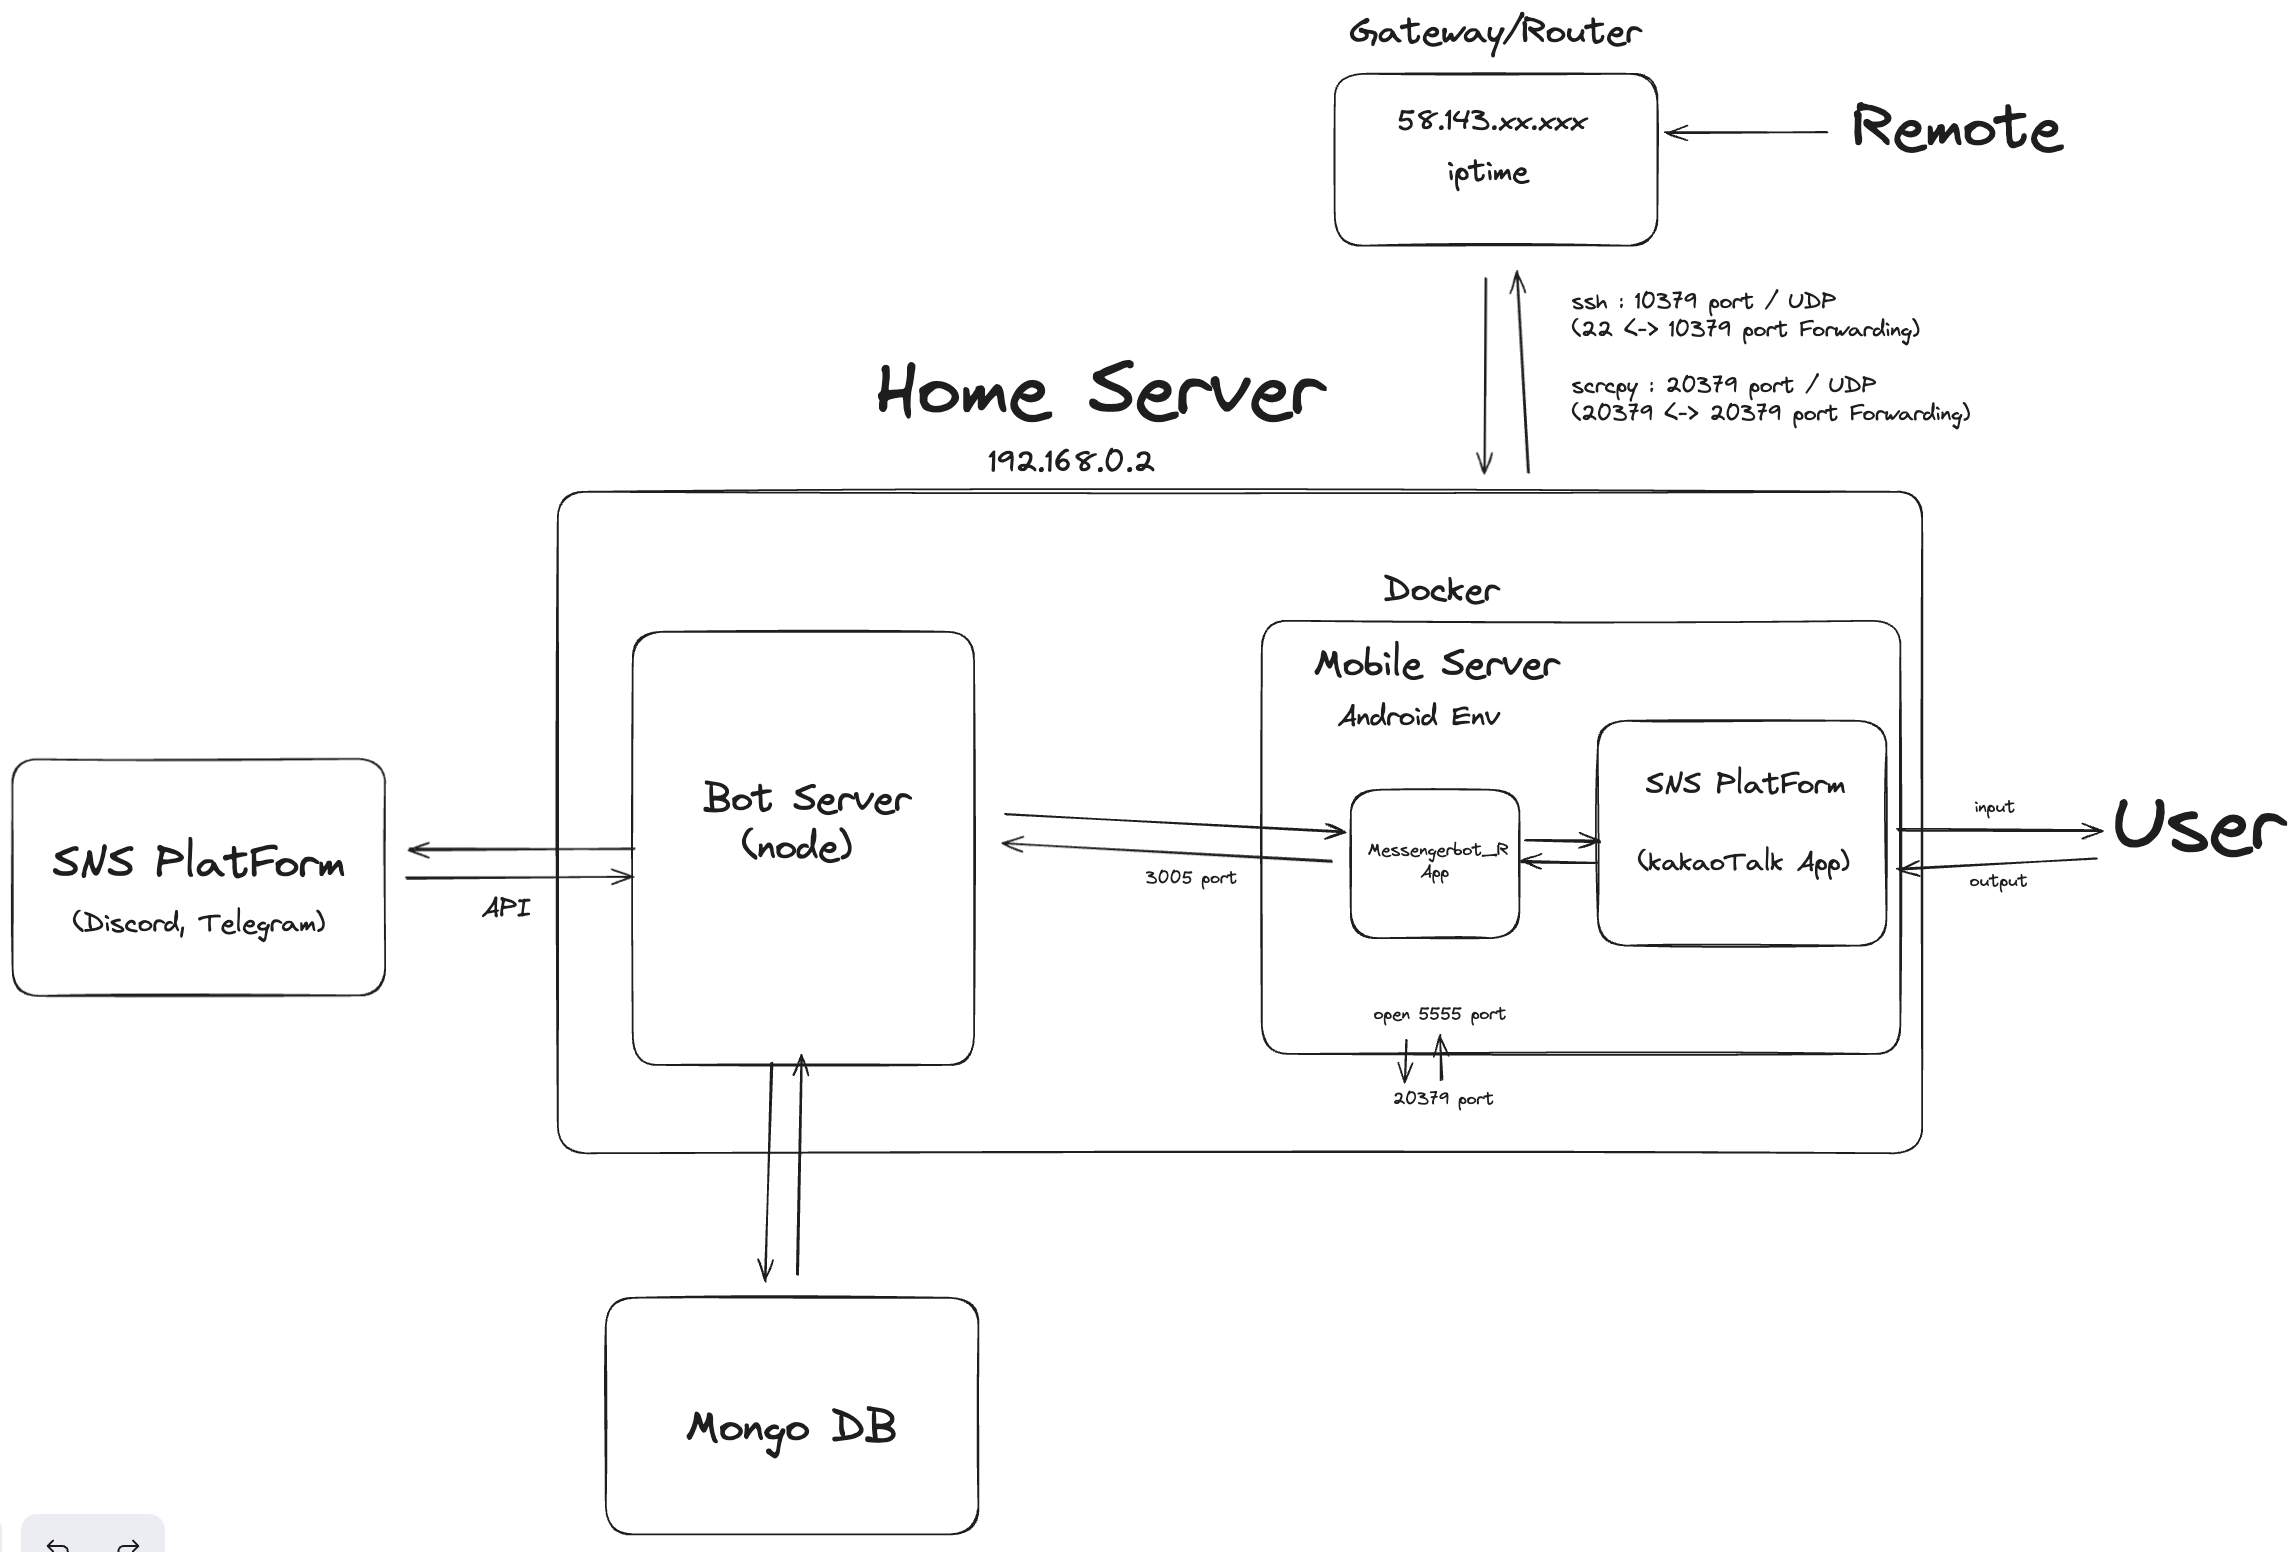 Gateway/Router
58.143.xx.xxx
iptime
Remote
ssh : 10379 port / UDP
(22 <-> 10379 port Forwarding)
scrcpy : 20379 port / UDP
(20379 <-> 20379 port Forwarding)
Home Server
192.168.0.2
Docker
Mobile Server
Android Env
SNS PlatForm
(kakaoTalk App)
Messengerbot_R
App
Bot Server
(node)
3005 port
input
User
output
SNS PlatForm
(Discord, Telegram)
API
open 5555 port
20379 port
Mongo DB